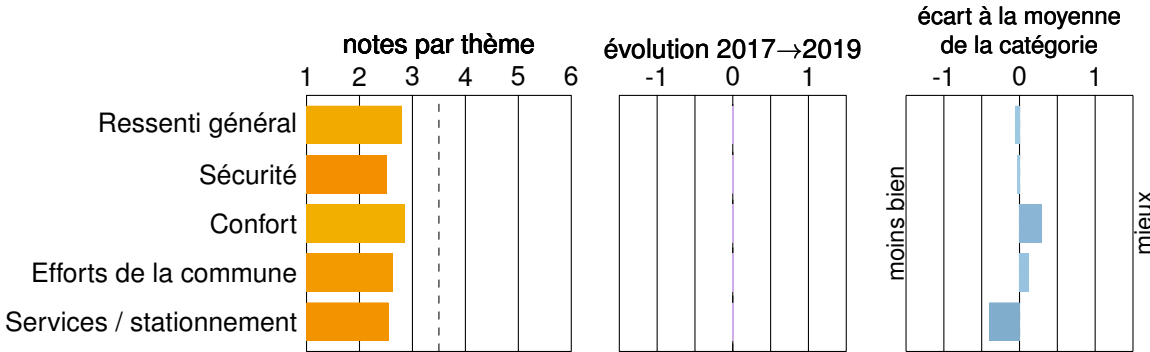 notes par thème
1 2 3 4 5 6
évolution 2017→2019
-1 0 1
écart à la moyenne
de la catégorie
-1 0 1
Ressenti général
Sécurité
Confort
Efforts de la commune
Services / stationnement
moins bien
mieux